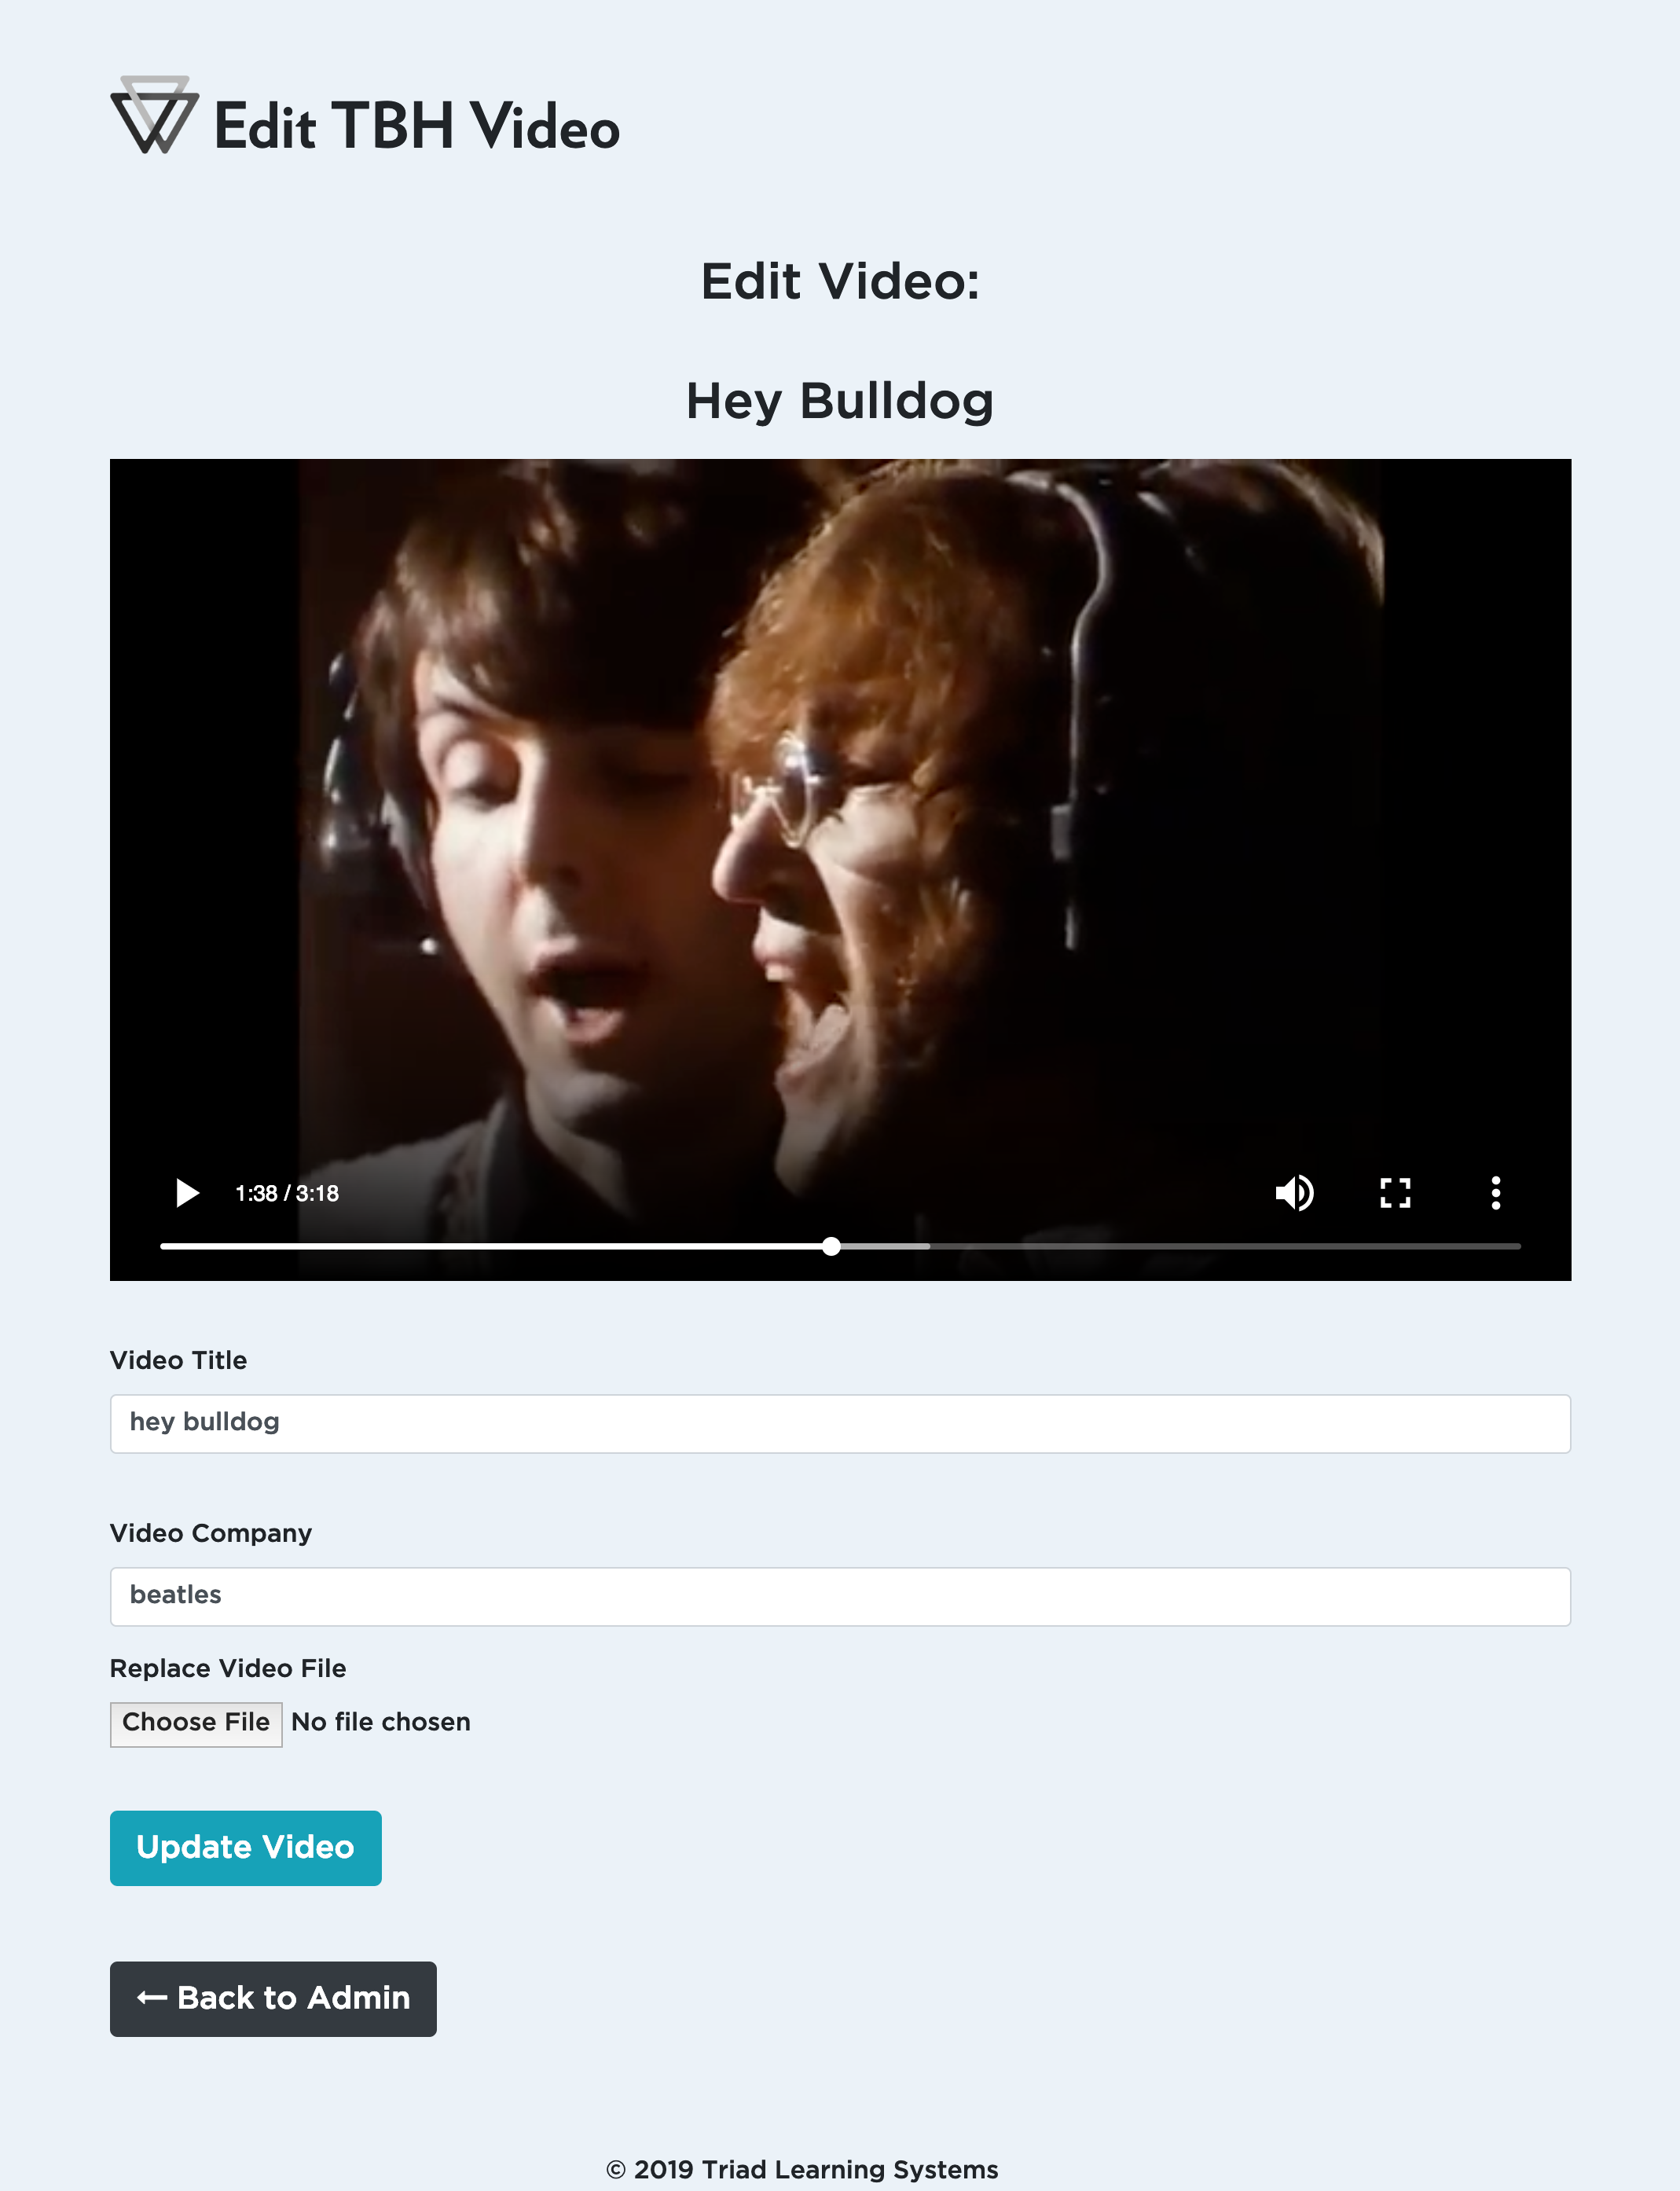 Edit TBH Video
Edit Video:
Hey Bulldog
1:38 / 3:18
Video Title
hey bulldog
Video Company
beatles
Replace Video File
Choose File No file chosen
Update Video
← Back to Admin
© 2019 Triad Learning Systems